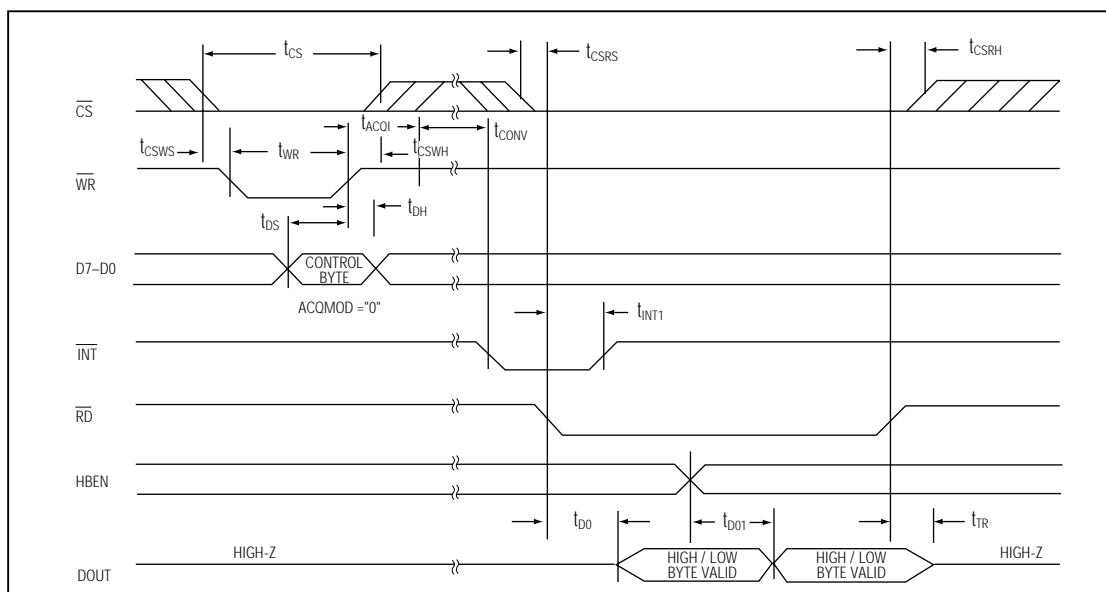 tCS
tCSRS
tCSRH
CS
tACQI
tCONV
tCSWS
tWR
tCSWH
WR
tDH
tDS
D7–D0
CONTROL
BYTE
ACQMOD ="0"
tINT1
INT
RD
HBEN
tD0
tD01
tTR
HIGH-Z
HIGH / LOW
BYTE VALID
HIGH / LOW
BYTE VALID
HIGH-Z
DOUT